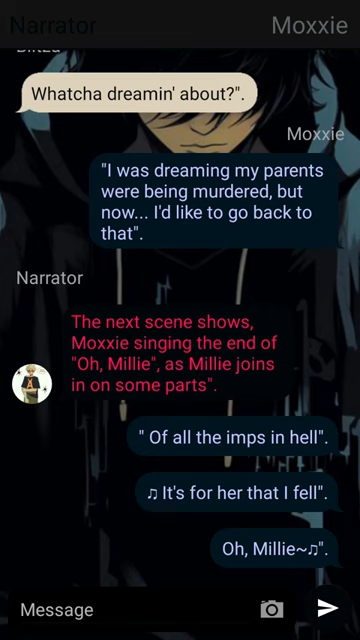 Narrator
Moxxie
Blitza
Whatcha dreamin' about?".
Moxxie
"I was dreaming my parents
were being murdered, but
now... I'd like to go back to
that".
Narrator
The next scene shows,
Moxxie singing the end of
"Oh, Millie", as Millie joins
in on some parts".
" Of all the imps in hell".
♫ It's for her that I fell".
Oh, Millie~♫".
Message